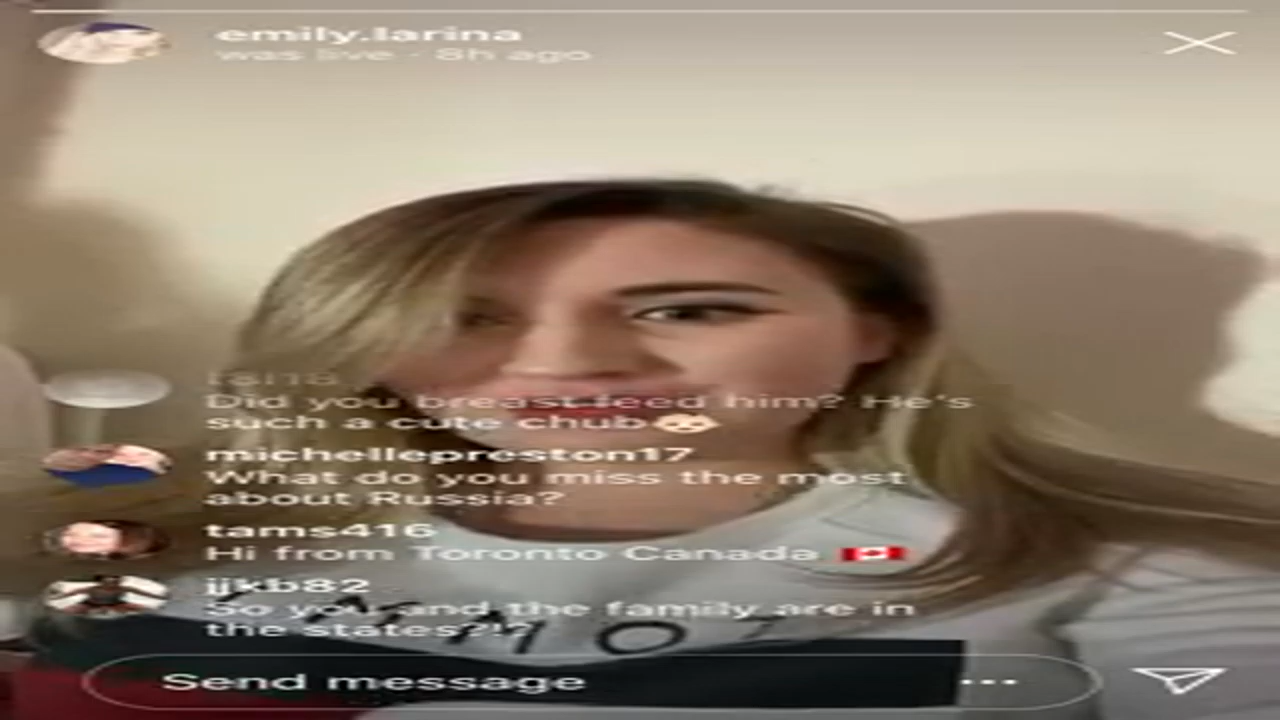 emily.larina
was live · 8h ago
Did you breast feed him? He's
such a cute chub👶🏻
michellepreston17
What do you miss the most
about Russia?
tams416
Hi from Toronto Canada 🇨🇦
jjkb82
So you and the family are in
the states?!?
Send message